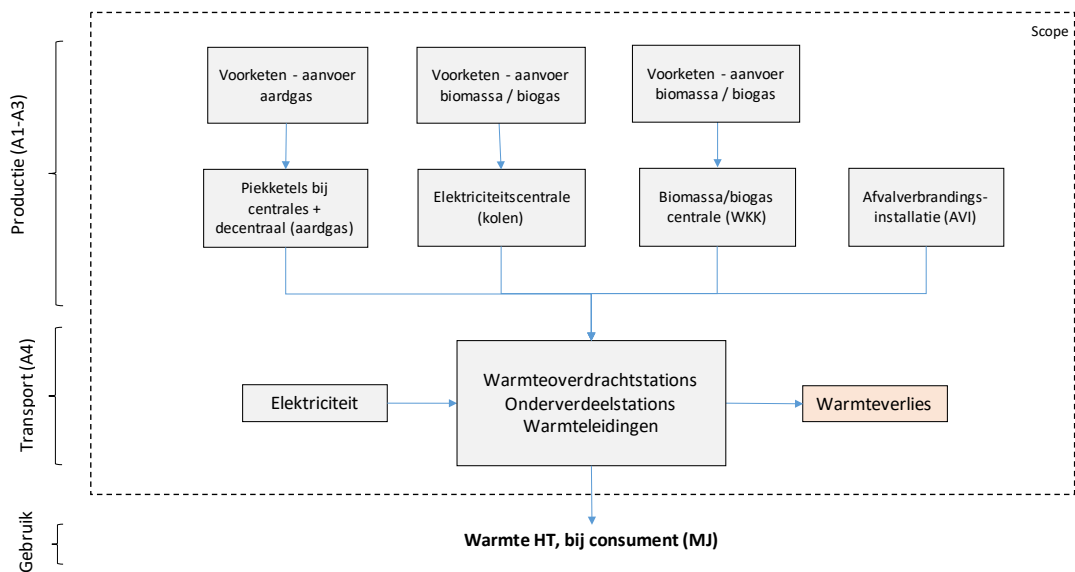 Scope
Productie (A1-A3)
Voorketen - aanvoer
aardgas
Voorketen - aanvoer
biomassa / biogas
Voorketen - aanvoer
biomassa / biogas
Piekketels bij
centrales +
decentraal (aardgas)
Elektriciteitscentrale
(kolen)
Biomassa/biogas
centrale (WKK)
Afvalverbrandings-
installatie (AVI)
Transport (A4)
Elektriciteit
Warmteoverdrachtstations
Onderverdeelstations
Warmteleidingen
Warmteverlies
Gebruik
Warmte HT, bij consument (MJ)